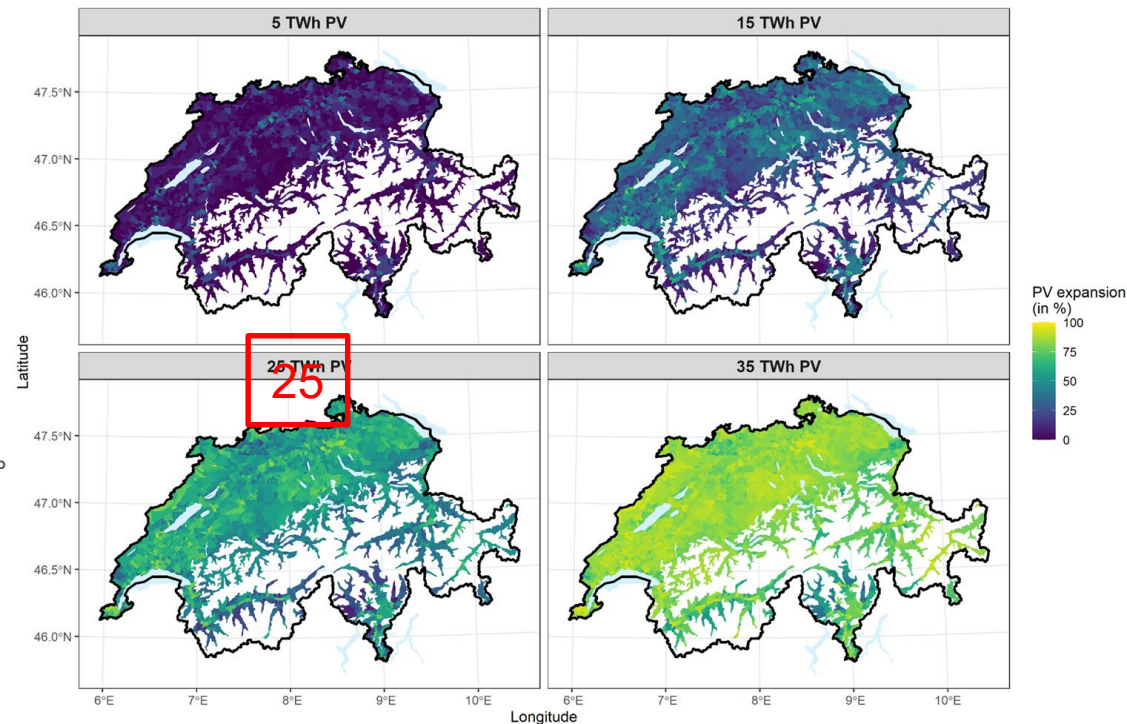 5 TWh PV
15 TWh PV
47.5°N
47.0°N
46.5°N
46.0°N
PV expansion
(in %)
100
75
50
25
0
Latitude
25 TWh PV
25
35 TWh PV
47.5°N
47.0°N
46.5°N
46.0°N
6°E 7°E 8°E 9°E 10°E 6°E 7°E 8°E 9°E 10°E
Longitude